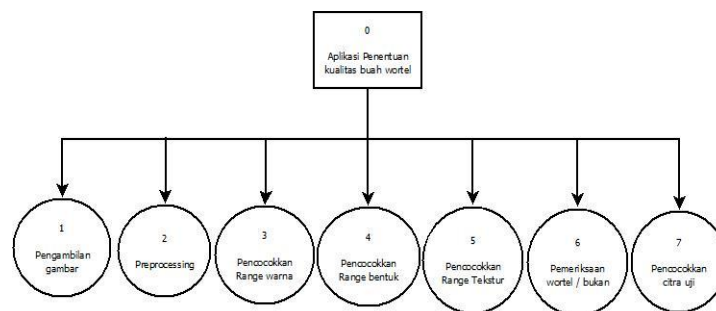 0
Aplikasi Penentuan
kualitas buah wortel
1
Pengambilan
gambar
2
Preprocessing
3
Pencocokkan
Range warna
4
Pencocokkan
Range bentuk
5
Pencocokkan
Range Tekstur
6
Pemeriksaan
wortel / bukan
7
Pencocokkan
citra uji